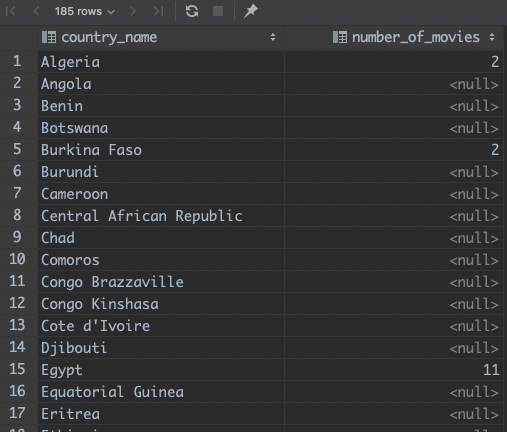 185 rows
country_name number_of_movies
1 Algeria 2
2 Angola <null>
3 Benin <null>
4 Botswana <null>
5 Burkina Faso 2
6 Burundi <null>
7 Cameroon <null>
8 Central African Republic <null>
9 Chad <null>
10 Comoros <null>
11 Congo Brazzaville <null>
12 Congo Kinshasa <null>
13 Cote d'Ivoire <null>
14 Djibouti <null>
15 Egypt 11
16 Equatorial Guinea <null>
17 Eritrea <null>